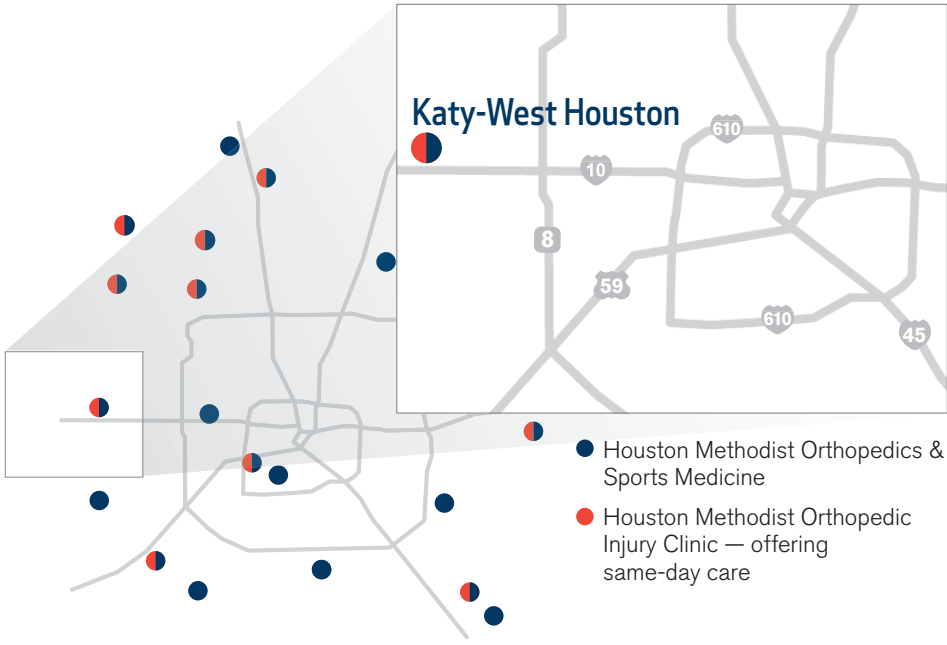 Katy-West Houston
610
10
8
59
610
45
Houston Methodist Orthopedics &
Sports Medicine
Houston Methodist Orthopedic
Injury Clinic — offering
same-day care